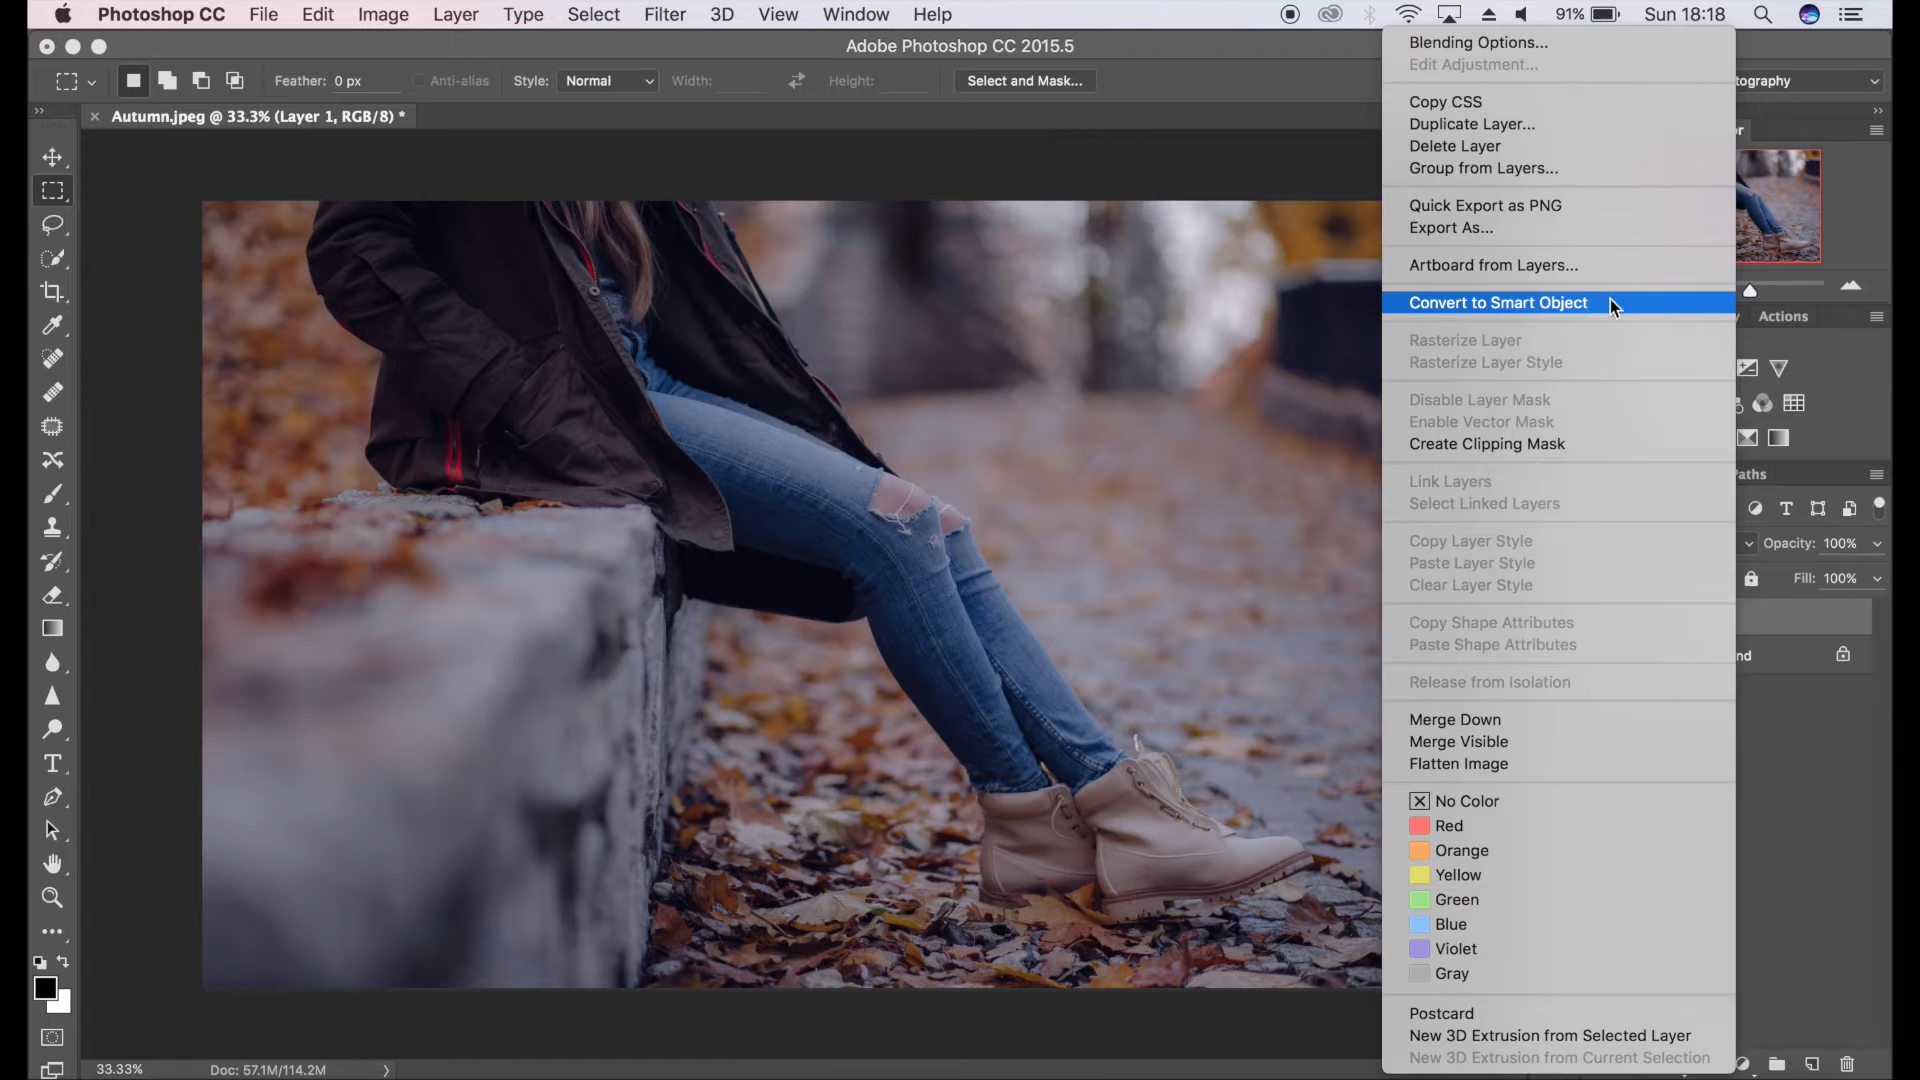 Photoshop CC File Edit Image Layer Type Select Filter 3D View Window Help 91% Sun 18:18
Adobe Photoshop CC 2015.5
Feather: 0 px Anti-alias Style: Normal Width: Height: Select and Mask... tography
Autumn.jpeg @ 33.3% (Layer 1, RGB/8) *
Blending Options...
Edit Adjustment...
Copy CSS
Duplicate Layer...
Delete Layer
Group from Layers...
Quick Export as PNG
Export As...
Artboard from Layers...
Convert to Smart Object
Rasterize Layer
Rasterize Layer Style
Disable Layer Mask
Enable Vector Mask
Create Clipping Mask
Link Layers
Select Linked Layers
Copy Layer Style
Paste Layer Style
Clear Layer Style
Copy Shape Attributes
Paste Shape Attributes
Release from Isolation
Merge Down
Merge Visible
Flatten Image
No Color
Red
Orange
Yellow
Green
Blue
Violet
Gray
Postcard
New 3D Extrusion from Selected Layer
New 3D Extrusion from Current Selection
or
Actions
Paths
Opacity: 100%
Fill: 100%
nd
33.33% Doc: 57.1M/114.2M